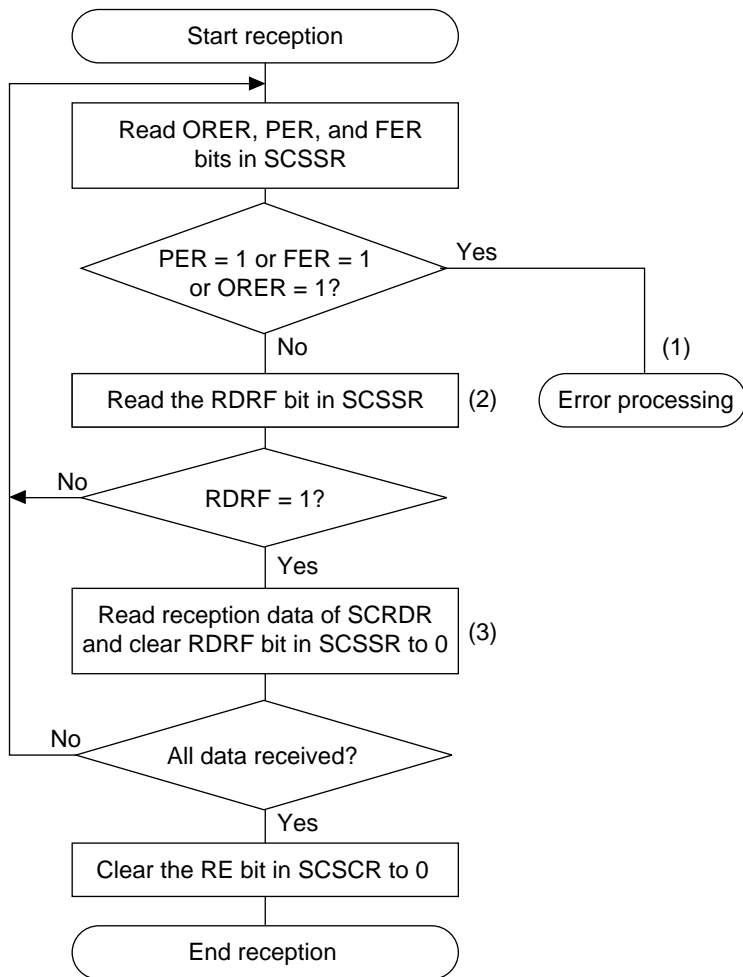 Start reception
Read ORER, PER, and FER
bits in SCSSR
PER = 1 or FER = 1
or ORER = 1?
Yes
No
(1)
Read the RDRF bit in SCSSR
(2)
Error processing
RDRF = 1?
No
Yes
Read reception data of SCRDR
and clear RDRF bit in SCSSR to 0
(3)
All data received?
No
Yes
Clear the RE bit in SCSCR to 0
End reception